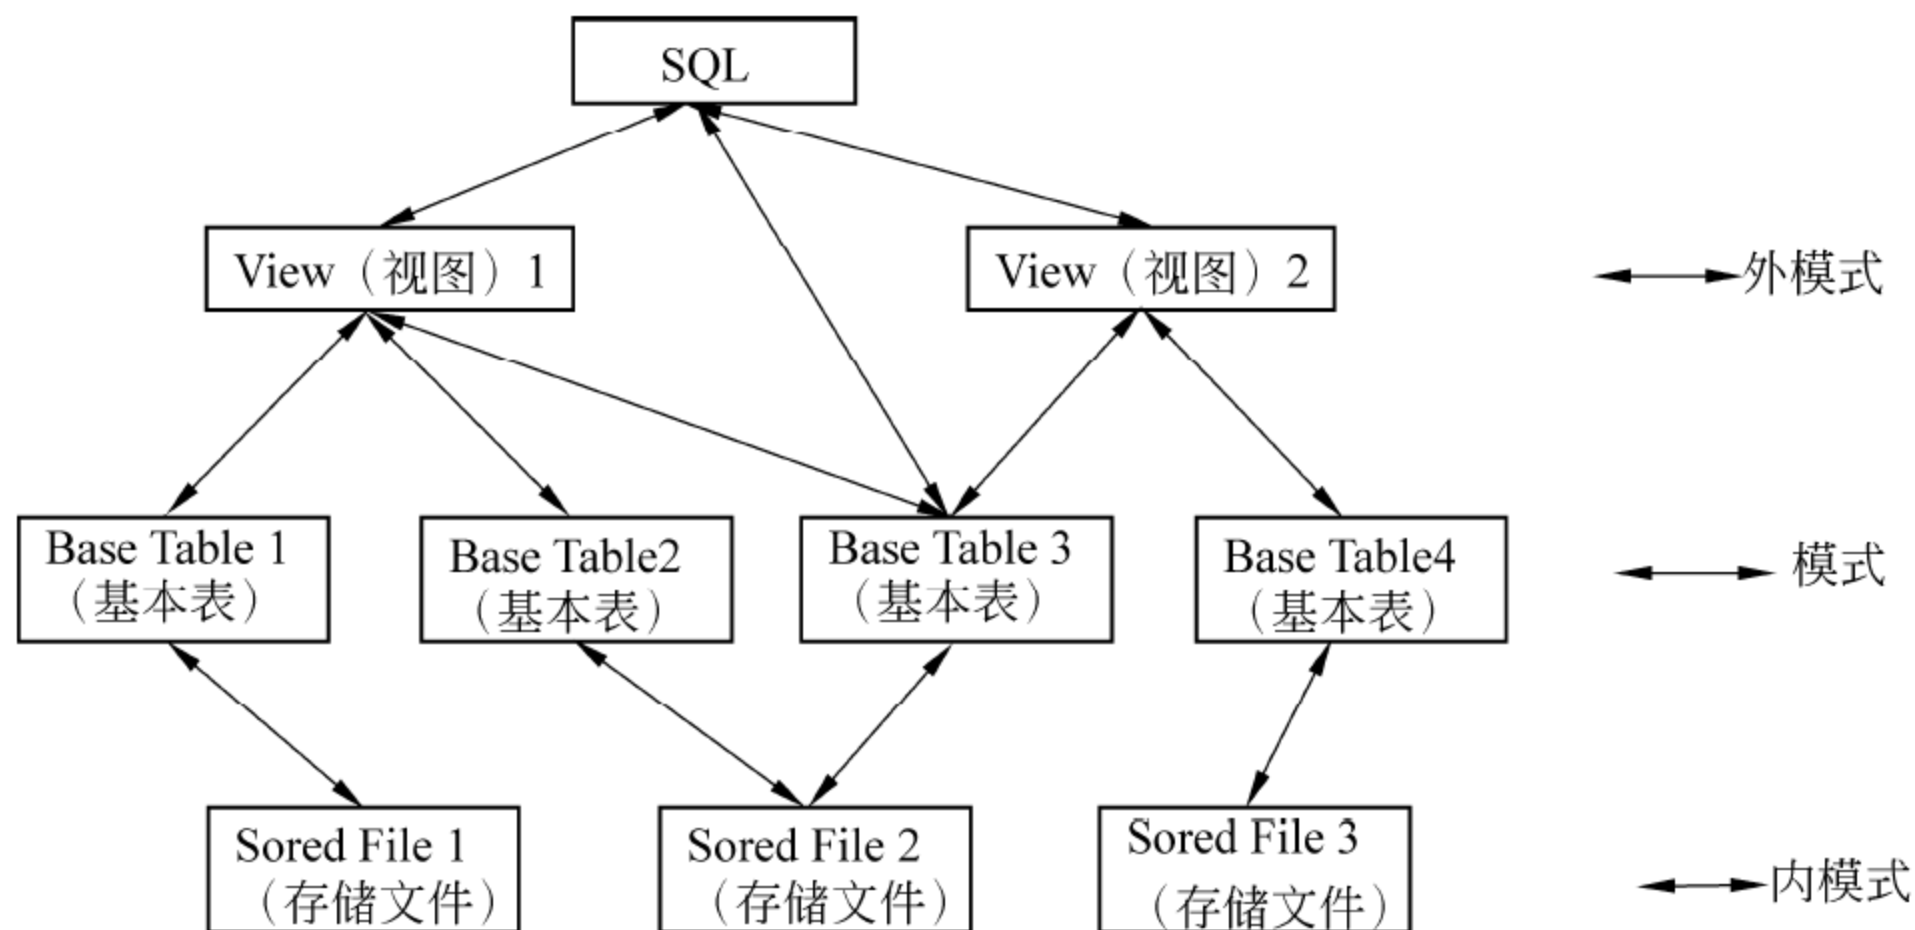 SQL
View（视图）1
View（视图）2
外模式
Base Table 1
（基本表）
Base Table2
（基本表）
Base Table 3
（基本表）
Base Table4
（基本表）
模式
Sored File 1
（存储文件）
Sored File 2
（存储文件）
Sored File 3
（存储文件）
内模式